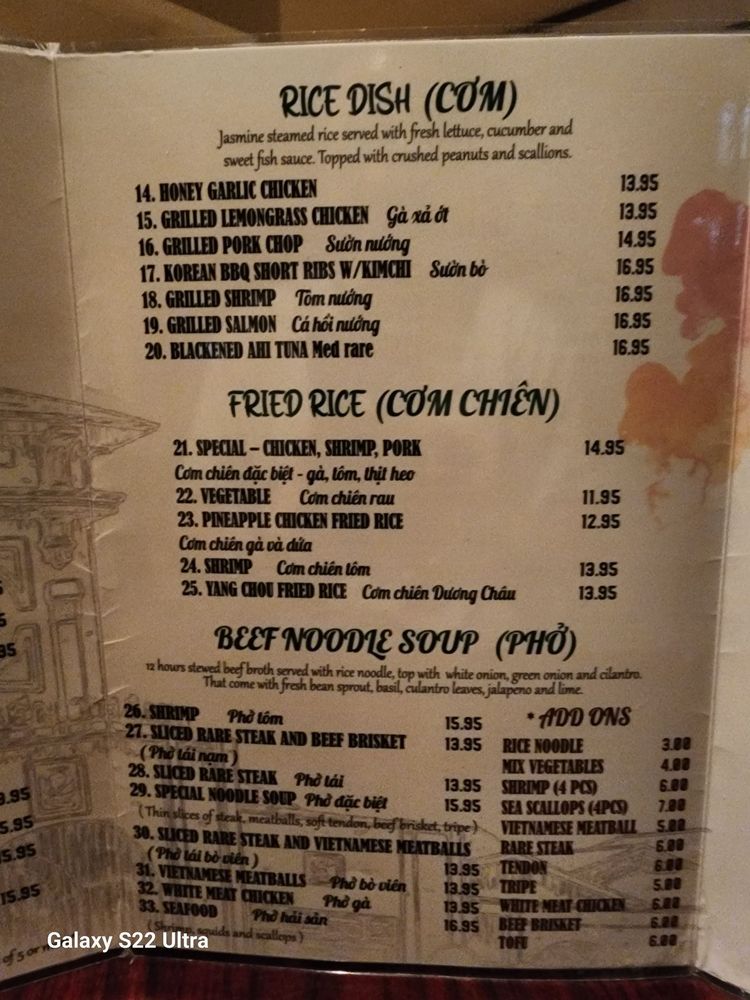 RICE DISH (CƠM)
Jasmine steamed rice served with fresh lettuce, cucumber and
sweet fish sauce. Topped with crushed peanuts and scallions.
14. HONEY GARLIC CHICKEN 13.95
15. GRILLED LEMONGRASS CHICKEN Gà xả ớt 13.95
16. GRILLED PORK CHOP Sườn nướng 14.95
17. KOREAN BBQ SHORT RIBS W/KIMCHI Sườn bò 16.95
18. GRILLED SHRIMP Tôm nướng 16.95
19. GRILLED SALMON Cá hồi nướng 16.95
20. BLACKENED AHI TUNA Med rare 16.95
FRIED RICE (CƠM CHIÊN)
21. SPECIAL – CHICKEN, SHRIMP, PORK 14.95
Cơm chiên đặc biệt - gà, tôm, thịt heo
22. VEGETABLE Cơm chiên rau 11.95
23. PINEAPPLE CHICKEN FRIED RICE 12.95
Cơm chiên gà và dứa
24. SHRIMP Cơm chiên tôm 13.95
25. YANG CHOU FRIED RICE Cơm chiên Dương Châu 13.95
BEEF NOODLE SOUP (PHỞ)
12 hours stewed beef broth served with rice noodle, top with white onion, green onion and cilantro.
That come with fresh bean sprout, basil, culantro leaves, jalapeno and lime.
26. SHRIMP Phở tôm 15.95
27. SLICED RARE STEAK AND BEEF BRISKET 13.95
(Phở tái nạm)
28. SLICED RARE STEAK Phở tái 13.95
29. SPECIAL NOODLE SOUP Phở đặc biệt 15.95
(Thin slices of steak, meatballs, soft tendon, beef brisket, tripe)
30. SLICED RARE STEAK AND VIETNAMESE MEATBALLS
(Phở tái bò viên) 13.95
31. VIETNAMESE MEATBALLS Phở bò viên 13.95
32. WHITE MEAT CHICKEN Phở gà 13.95
33. SEAFOOD Phở hải sản 16.95
(Shrimp, squids and scallops)
* ADD ONS
RICE NOODLE 3.00
MIX VEGETABLES 4.00
SHRIMP (4 PCS) 6.00
SEA SCALLOPS (4PCS) 7.00
VIETNAMESE MEATBALL 5.00
RARE STEAK 6.00
TENDON 6.00
TRIPE 5.00
WHITE MEAT CHICKEN 6.00
BEEF BRISKET 6.00
TOFU 6.00
5.95
15.95
of 5 or
Galaxy S22 Ultra